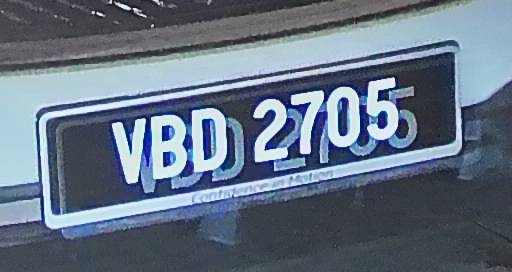 VBD 2705
Confidence in Motion